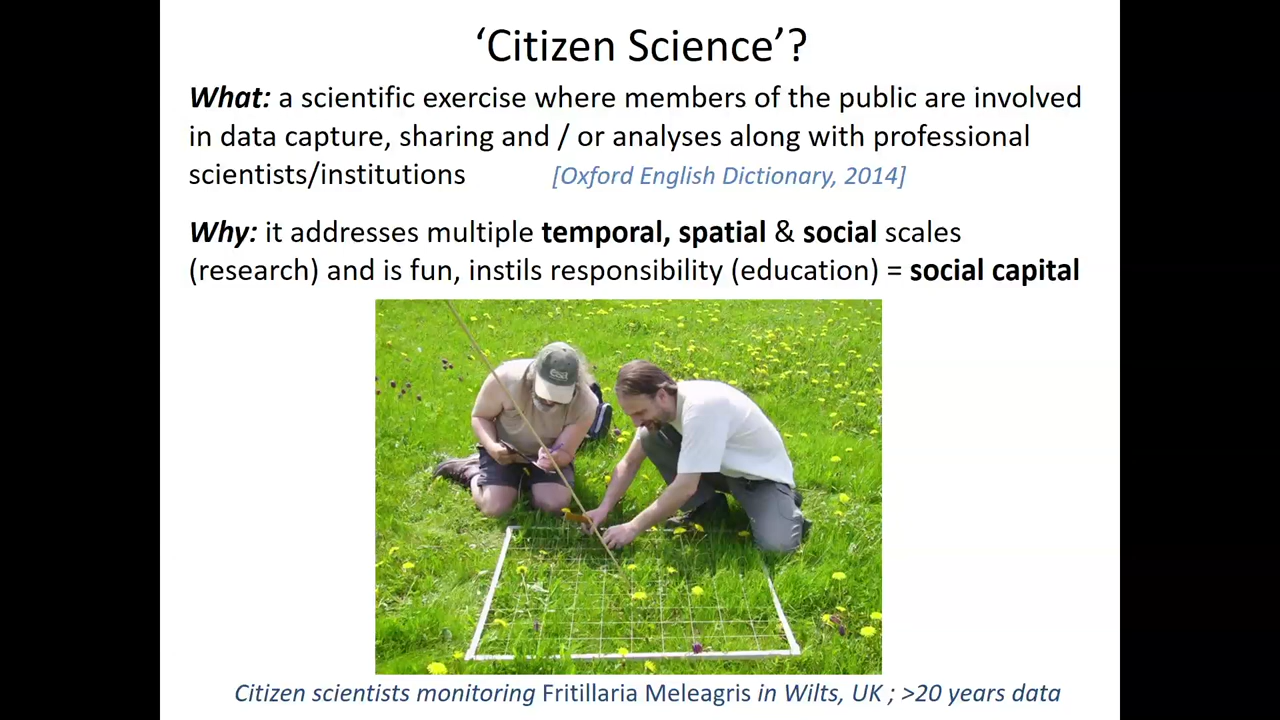 ‘Citizen Science’?
What: a scientific exercise where members of the public are involved
in data capture, sharing and / or analyses along with professional
scientists/institutions [Oxford English Dictionary, 2014]
Why: it addresses multiple temporal, spatial & social scales
(research) and is fun, instils responsibility (education) = social capital
Citizen scientists monitoring Fritillaria Meleagris in Wilts, UK ; >20 years data